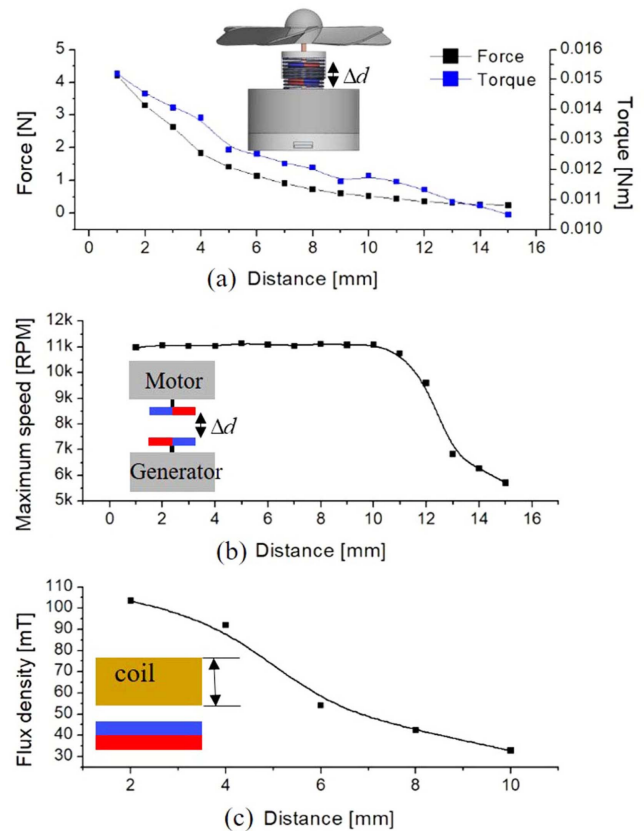 5
4
3
2
1
0
Force [N]
Δd
Force
Torque
0.016
0.015
0.014
0.013
0.012
0.011
0.010
Torque [Nm]
0 2 4 6 8 10 12 14 16
(a) Distance [mm]
12k
11k
10k
9k
8k
7k
6k
5k
Maximum speed [RPM]
Motor
Δd
Generator
0 2 4 6 8 10 12 14 16
(b) Distance [mm]
110
100
90
80
70
60
50
40
30
Flux density [mT]
coil
2 4 6 8 10
(c) Distance [mm]